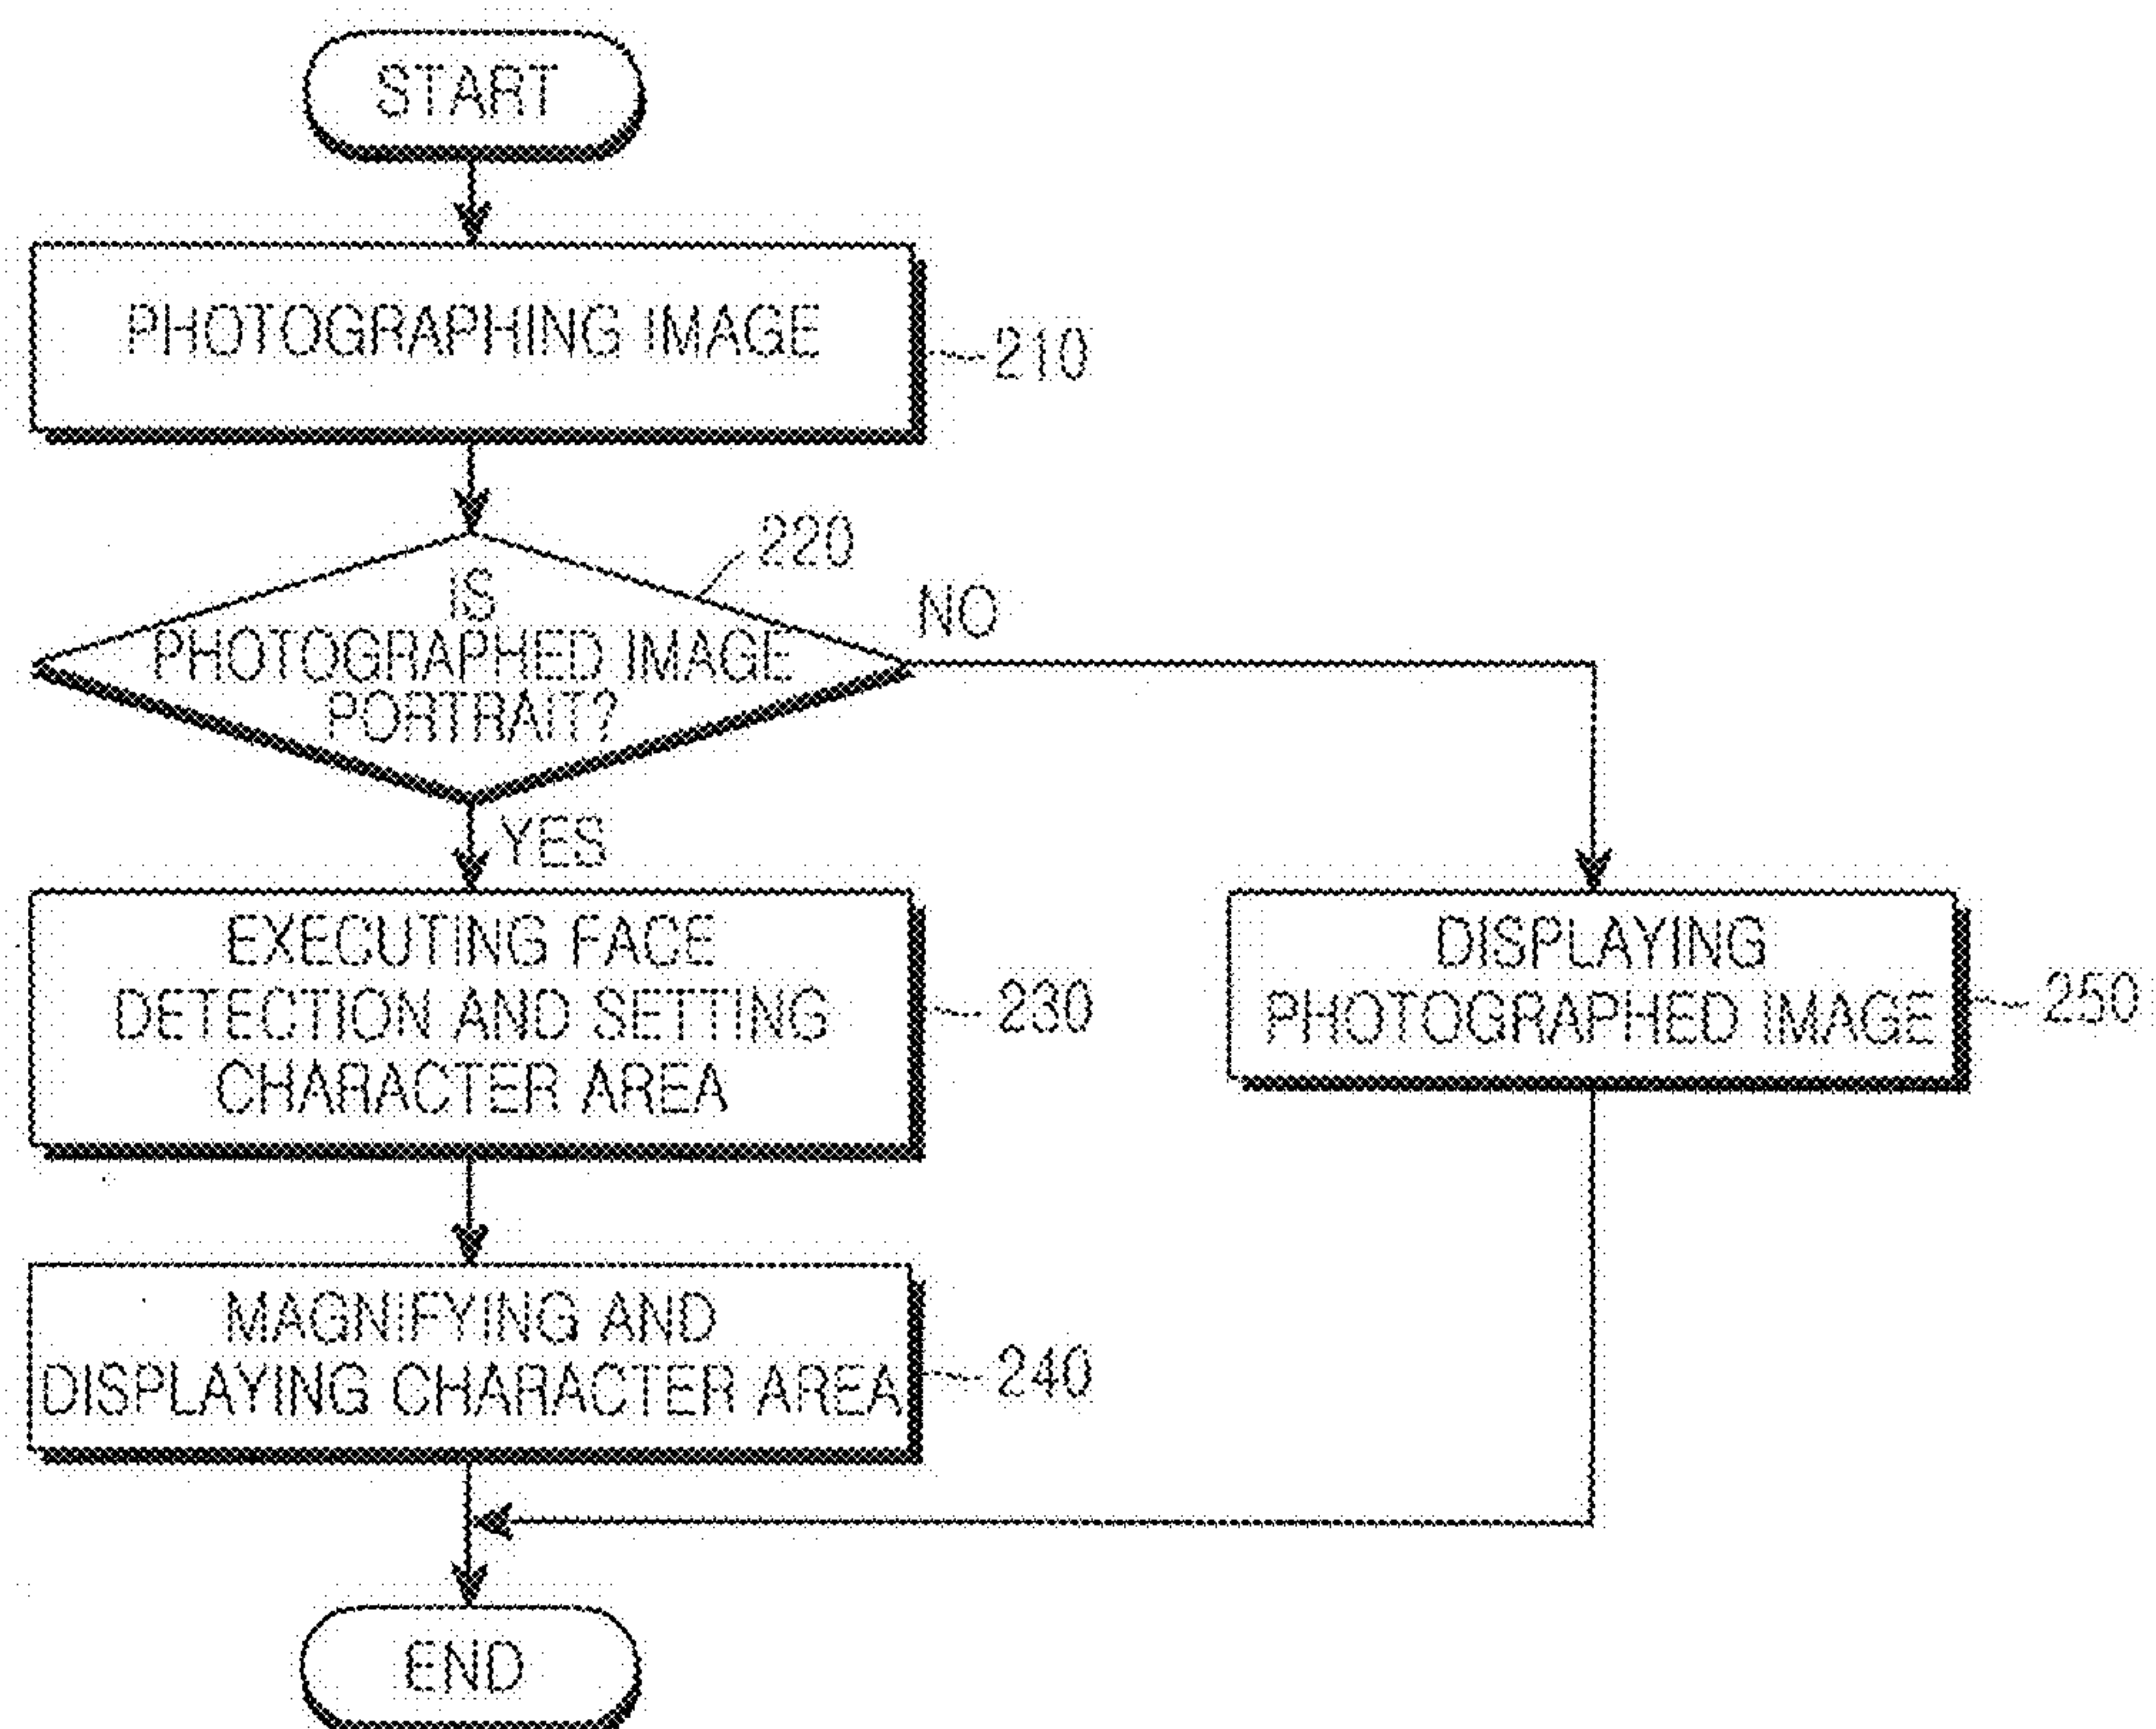 START
PHOTOGRAPHING IMAGE
210
220
IS
PHOTOGRAPHED IMAGE
PORTRAIT?
NO
YES
EXECUTING FACE
DETECTION AND SETTING
CHARACTER AREA
230
DISPLAYING
PHOTOGRAPHED IMAGE
250
MAGNIFYING AND
DISPLAYING CHARACTER AREA
240
END